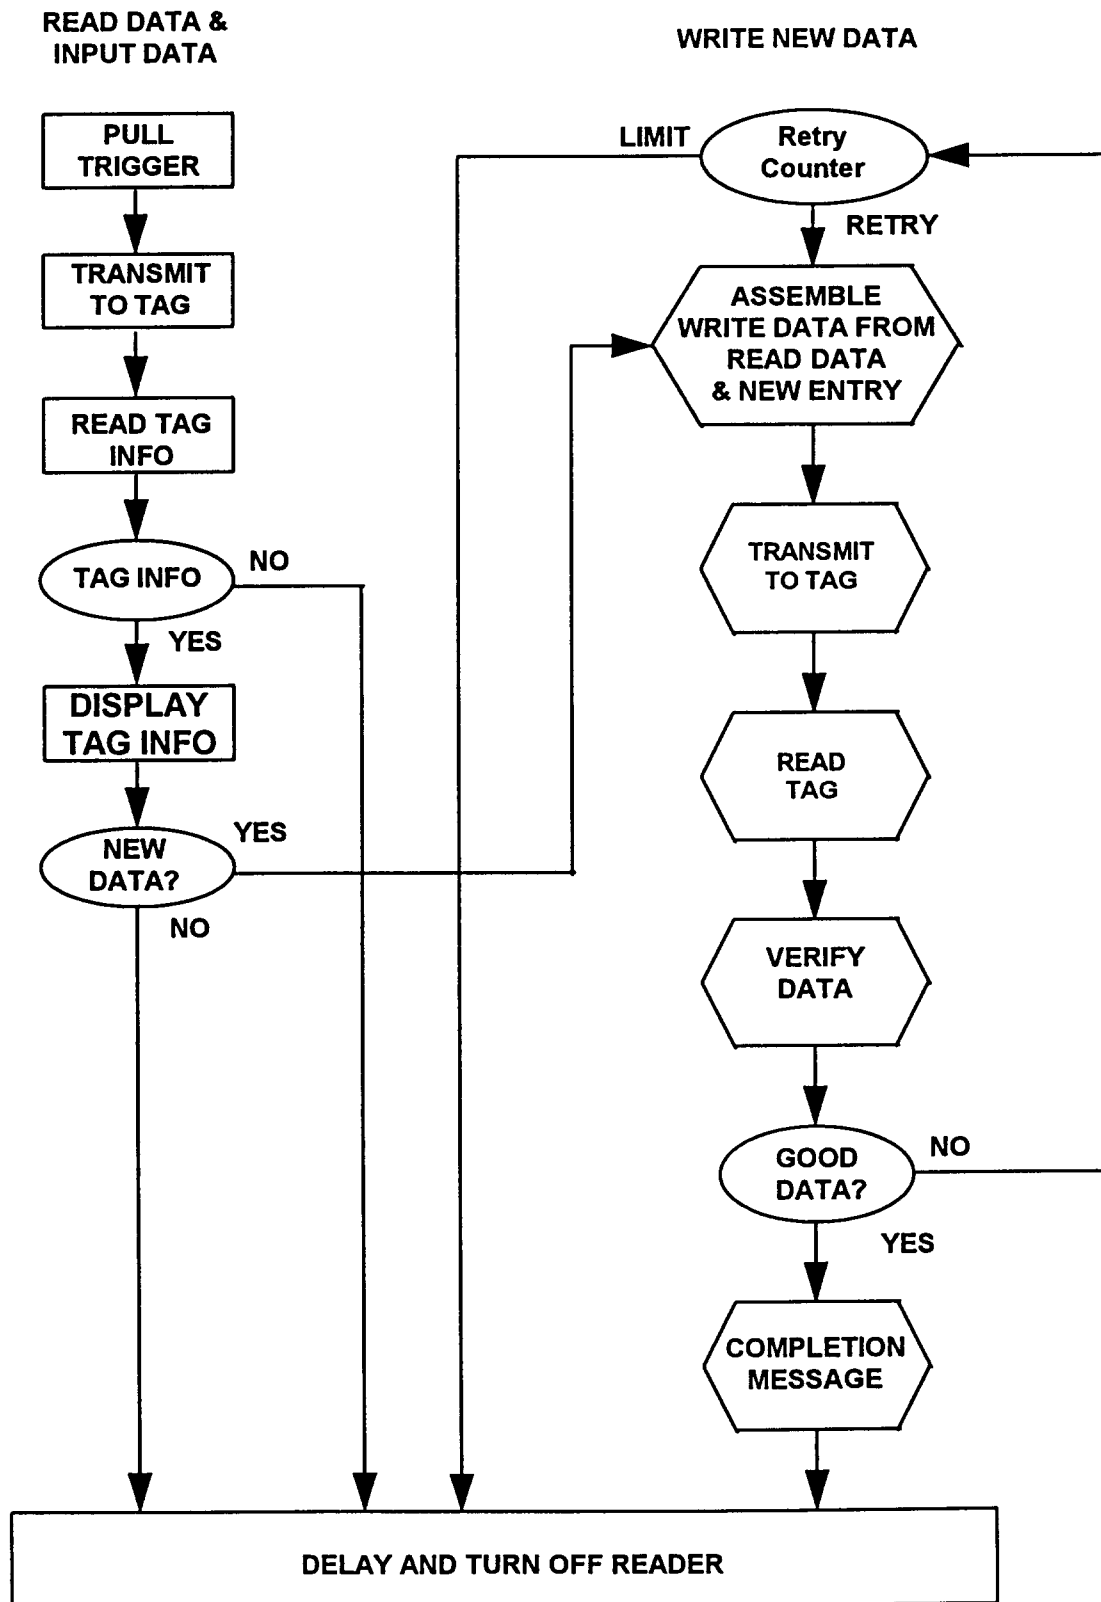 READ DATA &
INPUT DATA
PULL
TRIGGER
TRANSMIT
TO TAG
READ TAG
INFO
TAG INFO
NO
YES
DISPLAY
TAG INFO
NEW
DATA?
YES
NO
WRITE NEW DATA
LIMIT
Retry
Counter
RETRY
ASSEMBLE
WRITE DATA FROM
READ DATA
& NEW ENTRY
TRANSMIT
TO TAG
READ
TAG
VERIFY
DATA
GOOD
DATA?
NO
YES
COMPLETION
MESSAGE
DELAY AND TURN OFF READER